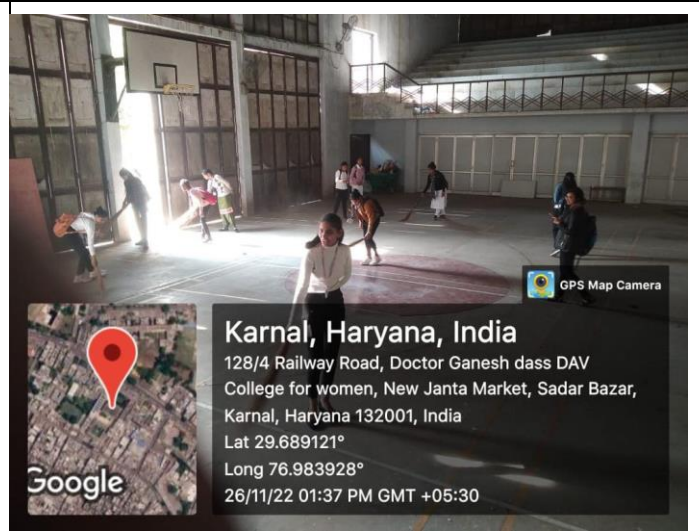 GPS Map Camera
Karnal, Haryana, India
128/4 Railway Road, Doctor Ganesh dass DAV
College for women, New Janta Market, Sadar Bazar,
Karnal, Haryana 132001, India
Lat 29.689121°
Long 76.983928°
26/11/22 01:37 PM GMT +05:30
Google